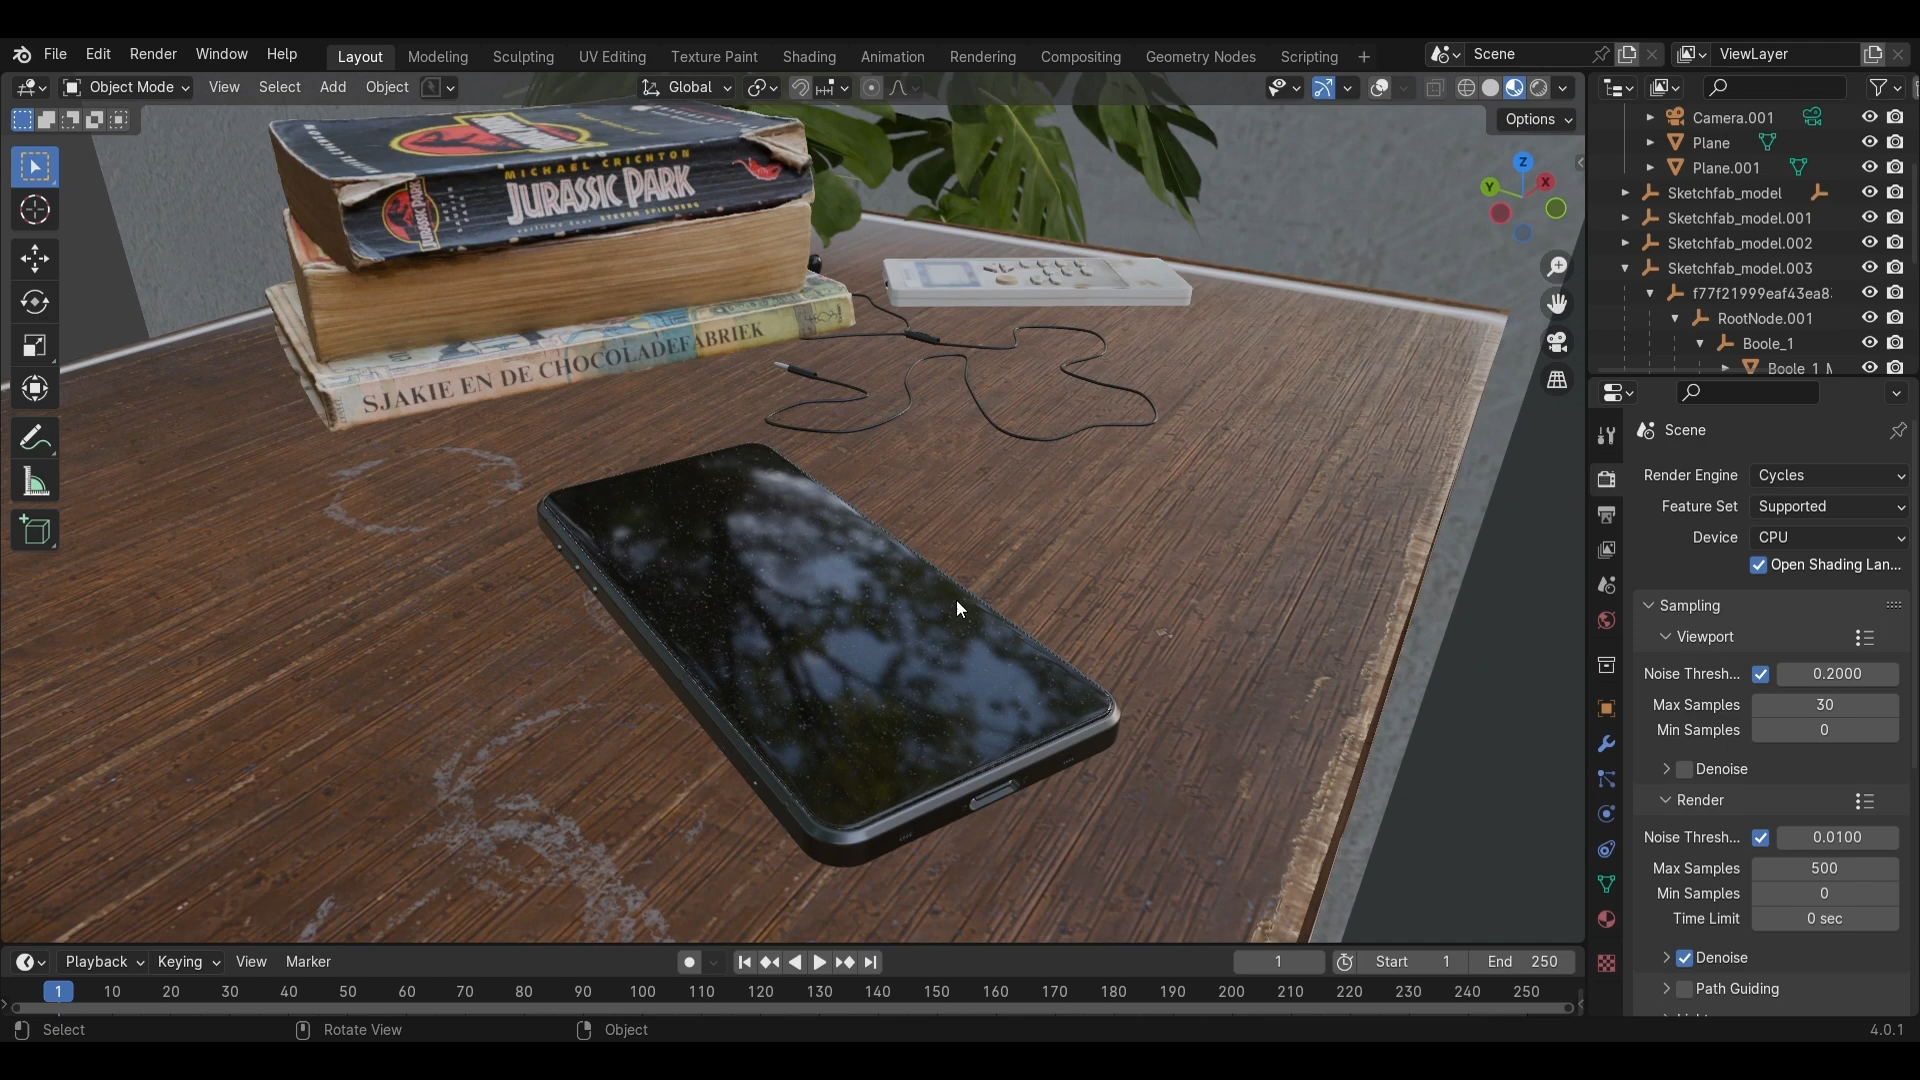 File Edit Render Window Help
Layout Modeling Sculpting UV Editing Texture Paint Shading Animation Rendering Compositing Geometry Nodes Scripting
Scene
ViewLayer
Object Mode View Select Add Object
Global
Options
MICHAEL CRICHTON
JURASSIC PARK
JURASSIC PARK
SJAKIE EN DE CHOCOLADEFABRIEK
Z
Y
X
Camera.001
Plane
Plane.001
Sketchfab_model
Sketchfab_model.001
Sketchfab_model.002
Sketchfab_model.003
f77f21999eaf43ea8
RootNode.001
Boole_1
Boole_1
Scene
Render Engine Cycles
Feature Set Supported
Device CPU
Open Shading Lan...
Sampling
Viewport
Noise Thresh... 0.2000
Max Samples 30
Min Samples 0
Denoise
Render
Noise Thresh... 0.0100
Max Samples 500
Min Samples 0
Time Limit 0 sec
Denoise
Path Guiding
Playback Keying View Marker
1
Start 1
End 250
1 10 20 30 40 50 60 70 80 90 100 110 120 130 140 150 160 170 180 190 200 210 220 230 240 250
Select
Rotate View
Object
4.0.1